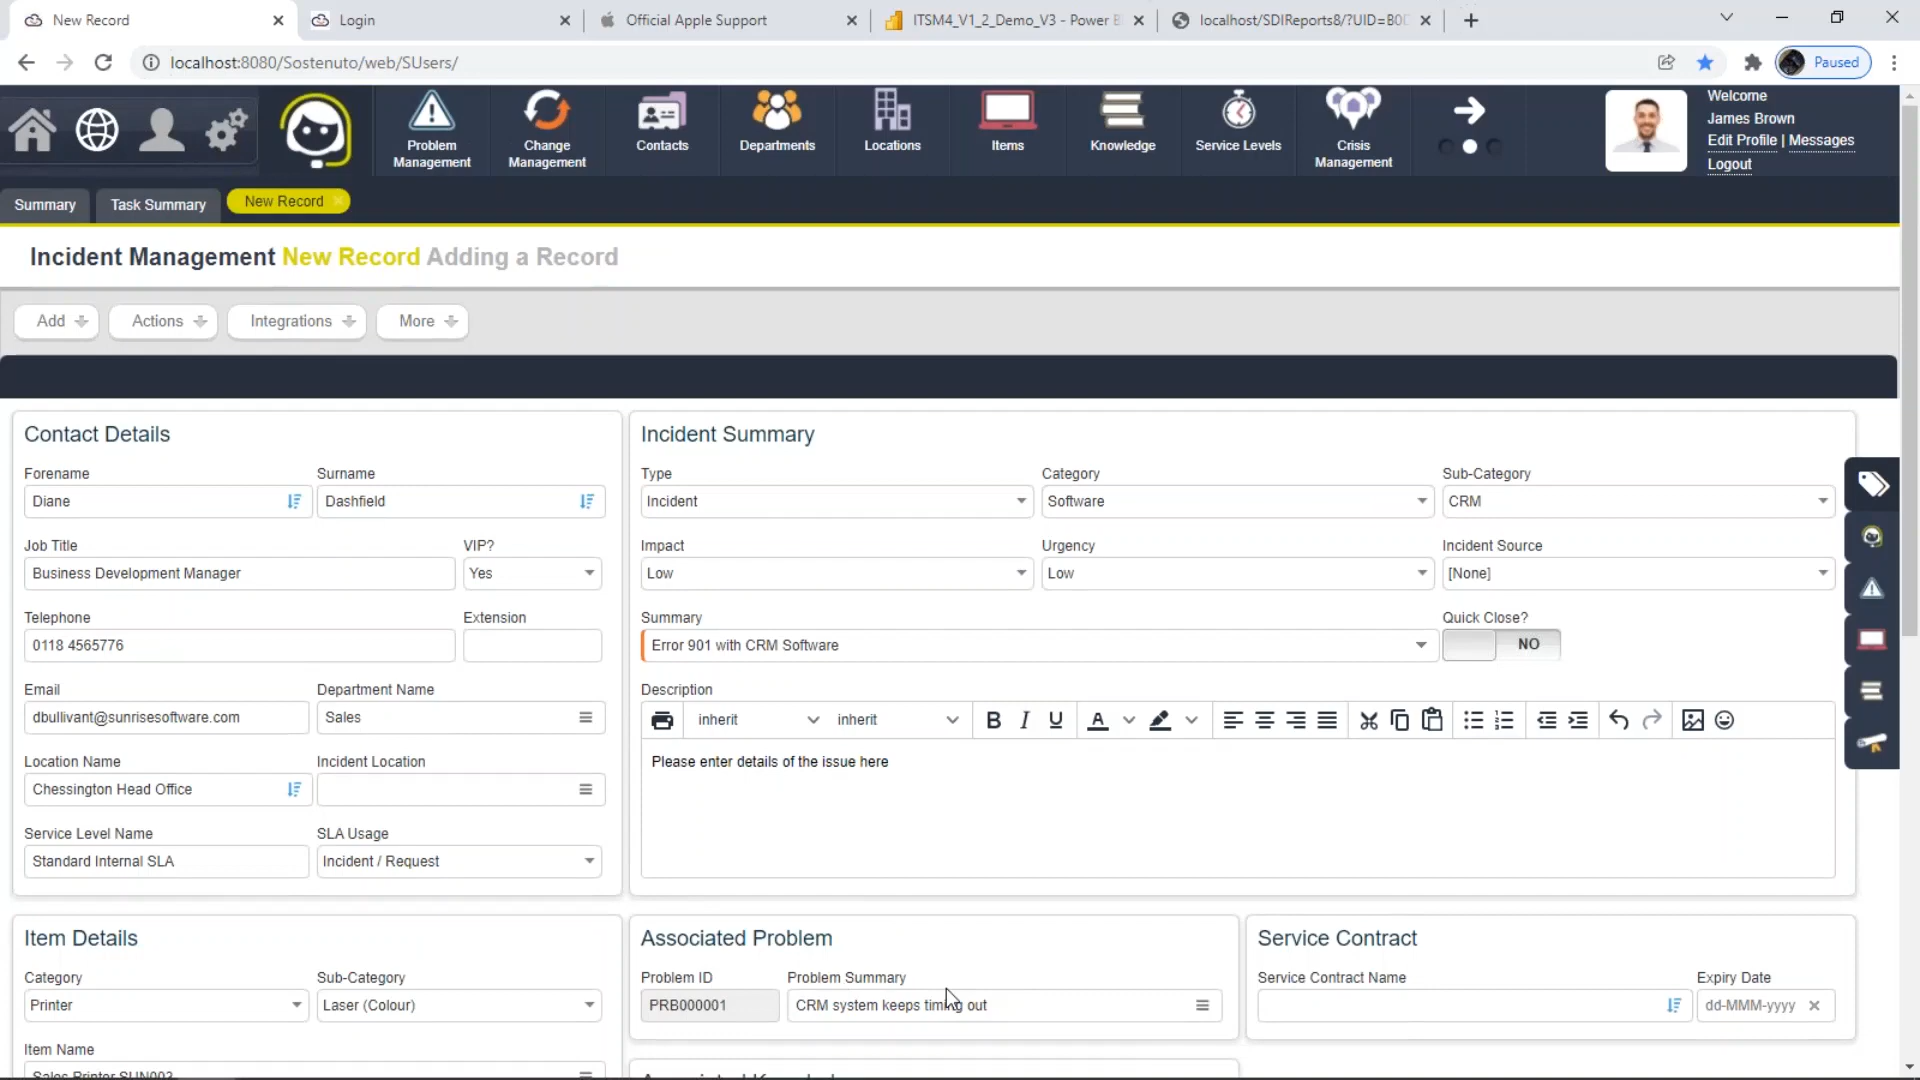 New Record
Login
Official Apple Support
ITSM4_V1_2_Demo_V3 - Power B
localhost/SDIReports8/?UID=B0D
localhost:8080/Sostenuto/web/SUsers/
Paused
Problem
Management
Change
Management
Contacts
Departments
Locations
Items
Knowledge
Service Levels
Crisis
Management
Welcome
James Brown
Edit Profile | Messages
Logout
Summary
Task Summary
New Record
Incident Management New Record Adding a Record
Add
Actions
Integrations
More
Contact Details
Forename
Surname
Diane
Dashfield
Job Title
VIP?
Business Development Manager
Yes
Telephone
Extension
0118 4565776
Email
Department Name
dbullivant@sunrisesoftware.com
Sales
Location Name
Incident Location
Chessington Head Office
Service Level Name
SLA Usage
Standard Internal SLA
Incident / Request
Incident Summary
Type
Category
Sub-Category
Incident
Software
CRM
Impact
Urgency
Incident Source
Low
Low
[None]
Summary
Quick Close?
Error 901 with CRM Software
NO
Description
inherit
inherit
B I U A
Please enter details of the issue here
Item Details
Category
Sub-Category
Printer
Laser (Colour)
Item Name
Sales Printer SUN002
Associated Problem
Problem ID
Problem Summary
PRB000001
CRM system keeps timing out
Service Contract
Service Contract Name
Expiry Date
dd-MMM-yyyy